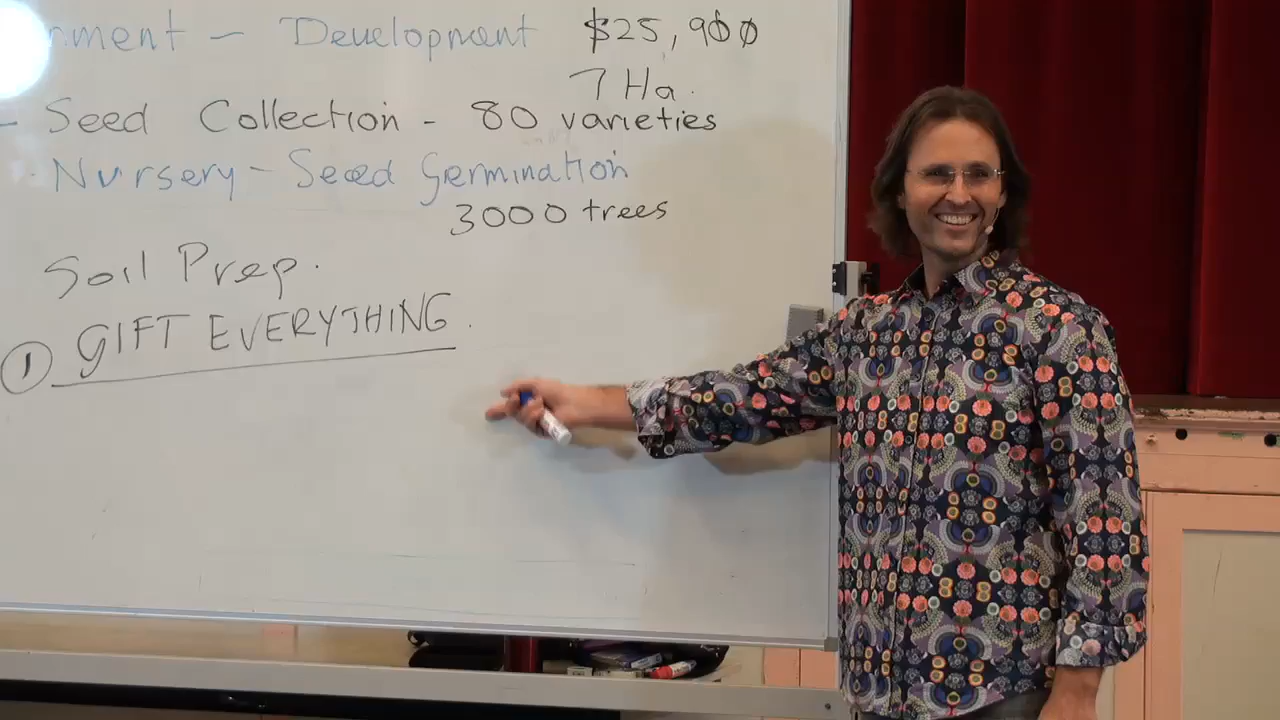 nment - Development $25,900
7 Ha.
- Seed Collection - 80 varieties
Nursery - Seed Germination
3000 trees
Soil Prep.
1 GIFT EVERYTHING.